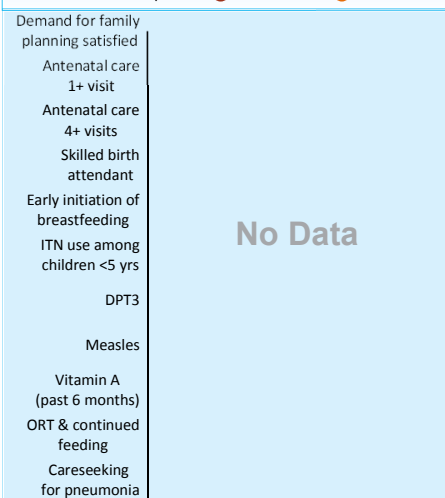 Demand for family
planning satisfied
Antenatal care
1+ visit
Antenatal care
4+ visits
Skilled birth
attendant
Early initiation of
breastfeeding
ITN use among
children <5 yrs
No Data
DPT3
Measles
Vitamin A
(past 6 months)
ORT & continued
feeding
Careseeking
for pneumonia